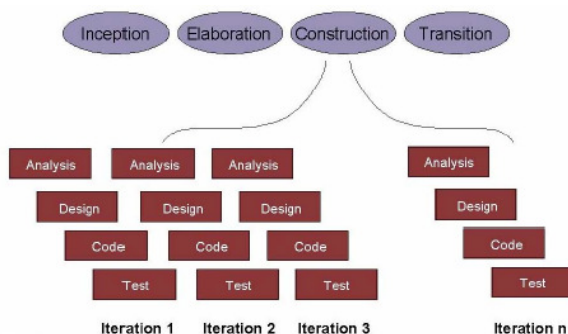 Inception Elaboration Construction Transition
Analysis Analysis Analysis Analysis
Design Design Design Design
Code Code Code Code
Test Test Test Test
Iteration 1 Iteration 2 Iteration 3 Iteration n